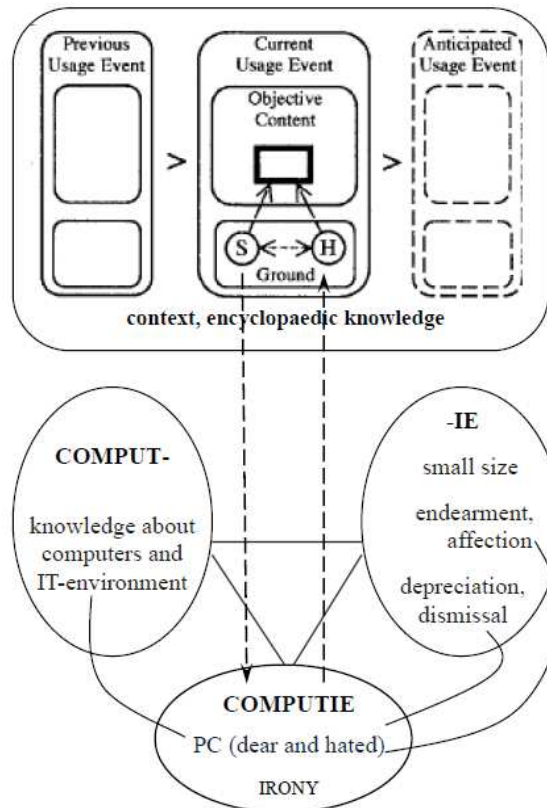 Previous
Usage Event
Current
Usage Event
Anticipated
Usage Event
Objective
Content
>
>
S
H
Ground
context, encyclopaedic knowledge
COMPUT-
knowledge about
computers and
IT-environment
-IE
small size
endearment,
affection
depreciation,
dismissal
COMPUTIE
PC (dear and hated)
IRONY